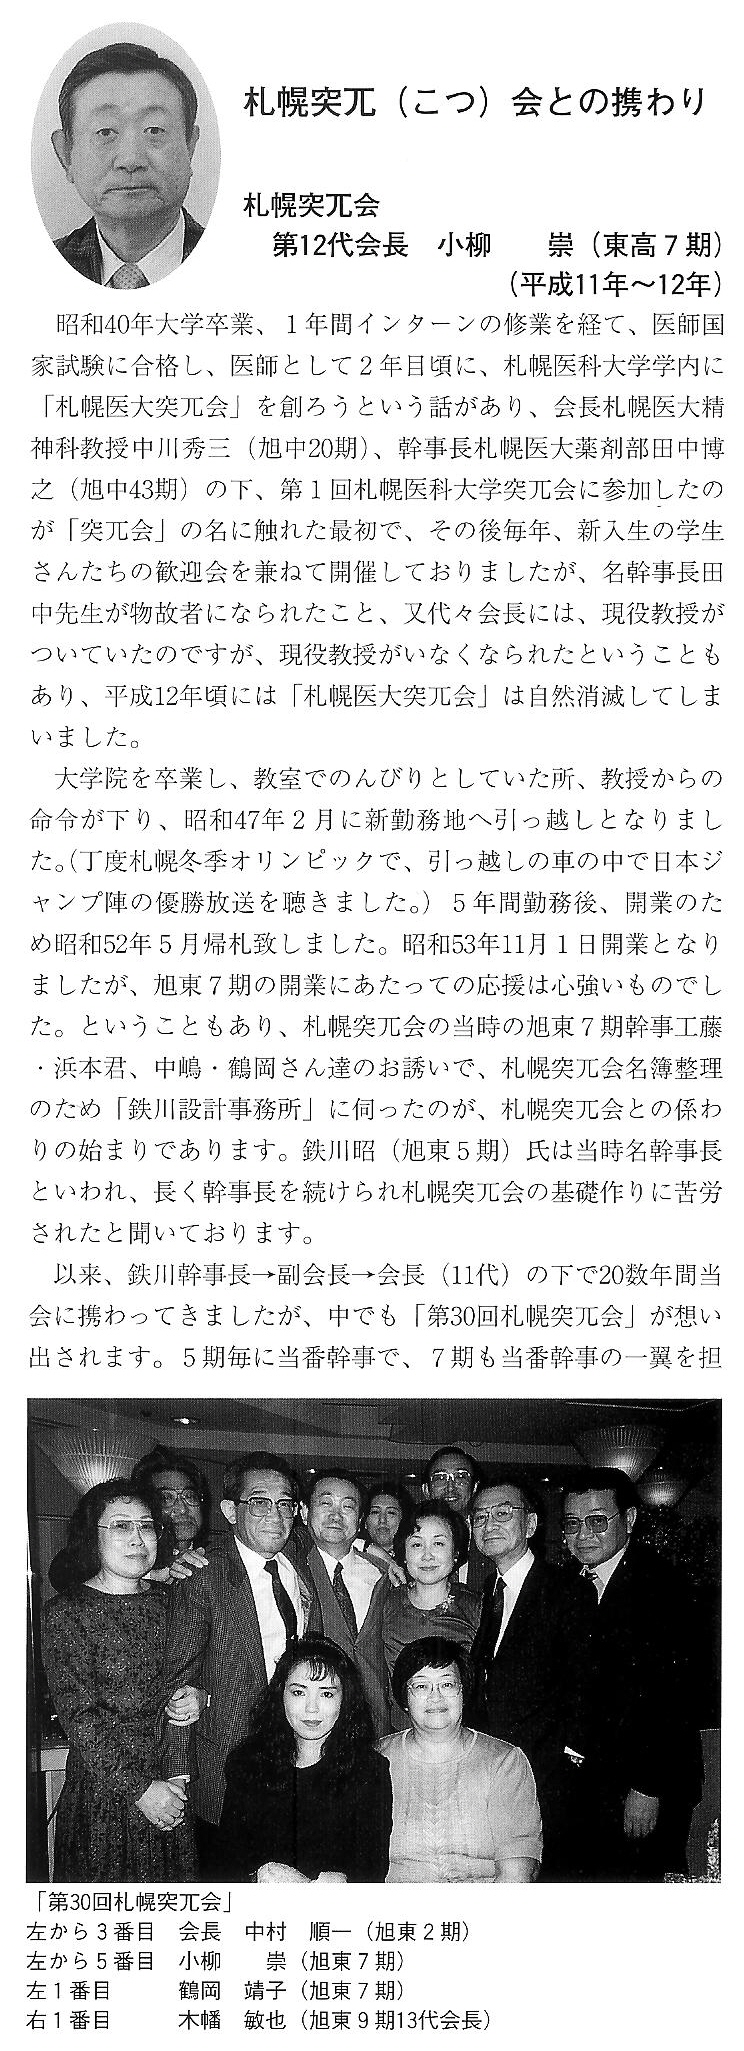 札幌突兀（こつ）会との携わり
札幌突兀会
第12代会長　小柳　　崇（東高７期）
（平成11年～12年）
昭和40年大学卒業、１年間インターンの修業を経て、医師国
家試験に合格し、医師として２年目頃に、札幌医科大学学内に
「札幌医大突兀会」を創ろうという話があり、会長札幌医大精
神科教授中川秀三（旭中20期）、幹事長札幌医大薬剤部田中博
之（旭中43期）の下、第１回札幌医科大学突兀会に参加したの
が「突兀会」の名に触れた最初で、その後毎年、新入生の学生
さんたちの歓迎会を兼ねて開催しておりましたが、名幹事長田
中先生が物故者になられたこと、又代々会長には、現役教授が
ついていたのですが、現役教授がいなくなられたということも
あり、平成12年頃には「札幌医大突兀会」は自然消滅してしま
いました。
大学院を卒業し、教室でのんびりとしていた所、教授からの
命令が下り、昭和47年２月に新勤務地へ引っ越しとなりまし
た。（丁度札幌冬季オリンピックで、引っ越しの車の中で日本ジ
ャンプ陣の優勝放送を聴きました。）５年間勤務後、開業のた
め昭和52年５月帰札致しました。昭和53年11月１日開業となり
ましたが、旭東７期の開業にあたっての応援は心強いものでし
た。ということもあり、札幌突兀会の当時の旭東７期幹事工藤
・浜本君、中嶋・鶴岡さん達のお誘いで、札幌突兀会名簿整理
のため「鉄川設計事務所」に伺ったのが、札幌突兀会との係わ
りの始まりであります。鉄川昭（旭東５期）氏は当時名幹事長
といわれ、長く幹事長を続けられ札幌突兀会の基礎作りに苦労
されたと聞いております。
以来、鉄川幹事長→副会長→会長（11代）の下で20数年間当
会に携わってきましたが、中でも「第30回札幌突兀会」が想い
出されます。５期毎に当番幹事で、７期も当番幹事の一翼を担
「第30回札幌突兀会」
左から３番目　会長　中村　順一（旭東２期）
左から５番目　小柳　　崇（旭東７期）
左１番目　　　鶴岡　靖子（旭東７期）
右１番目　　　木幡　敏也（旭東９期13代会長）